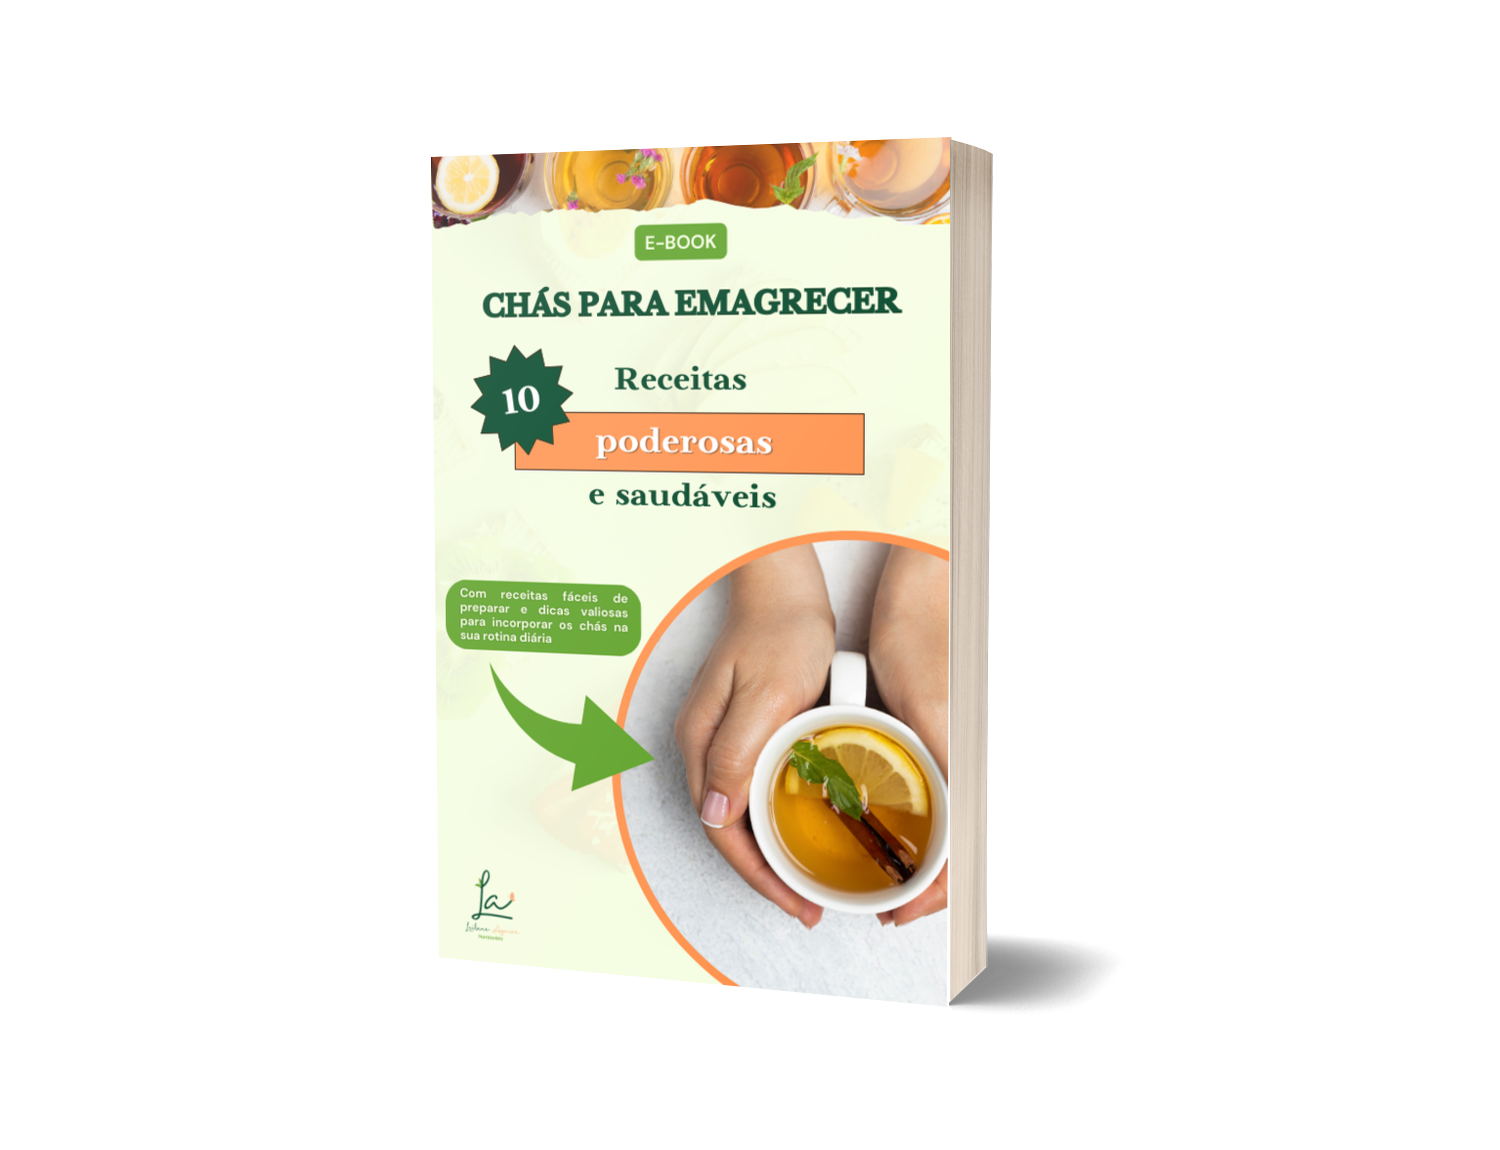 E-BOOK
CHÁS PARA EMAGRECER
10
Receitas
poderosas
e saudáveis
Com receitas fáceis de
preparar e dicas valiosas
para incorporar os chás na
sua rotina diária
La